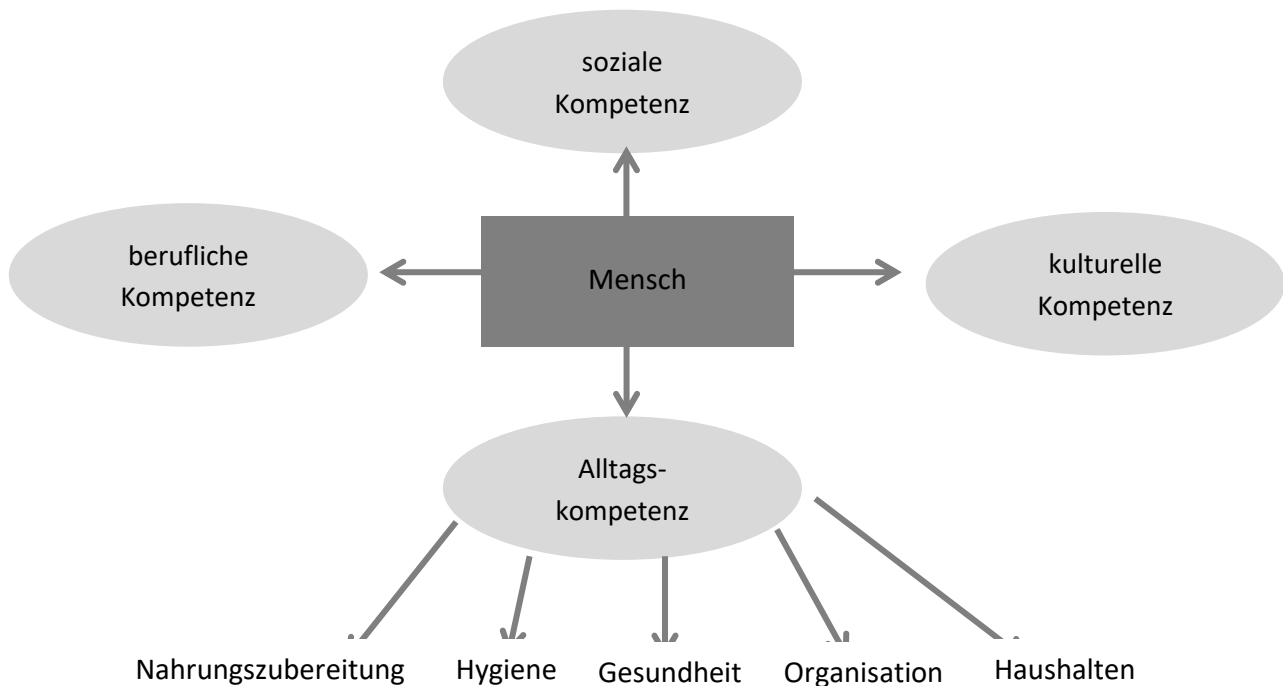 soziale
Kompetenz
berufliche
Kompetenz
Mensch
kulturelle
Kompetenz
Alltags-
kompetenz
Nahrungszubereitung
Hygiene
Gesundheit
Organisation
Haushalten